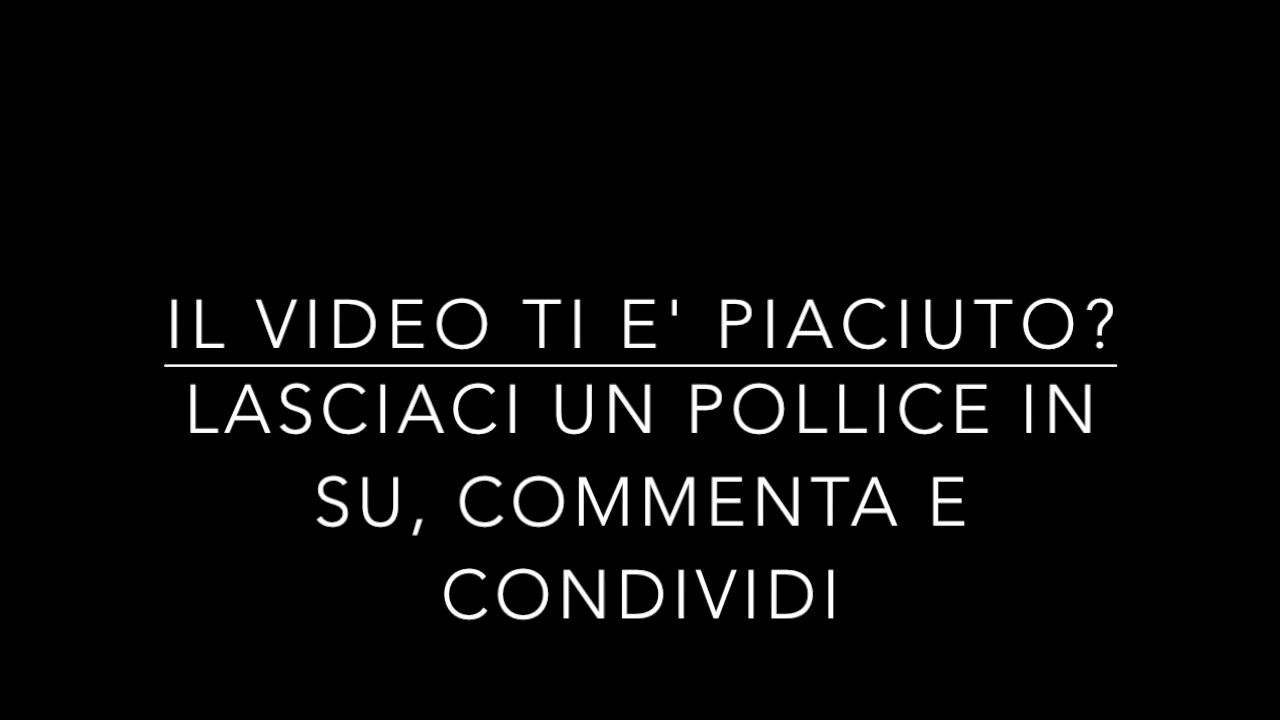 IL VIDEO TI E' PIACIUTO?
LASCIACI UN POLLICE IN
SU, COMMENTA E
CONDIVIDI